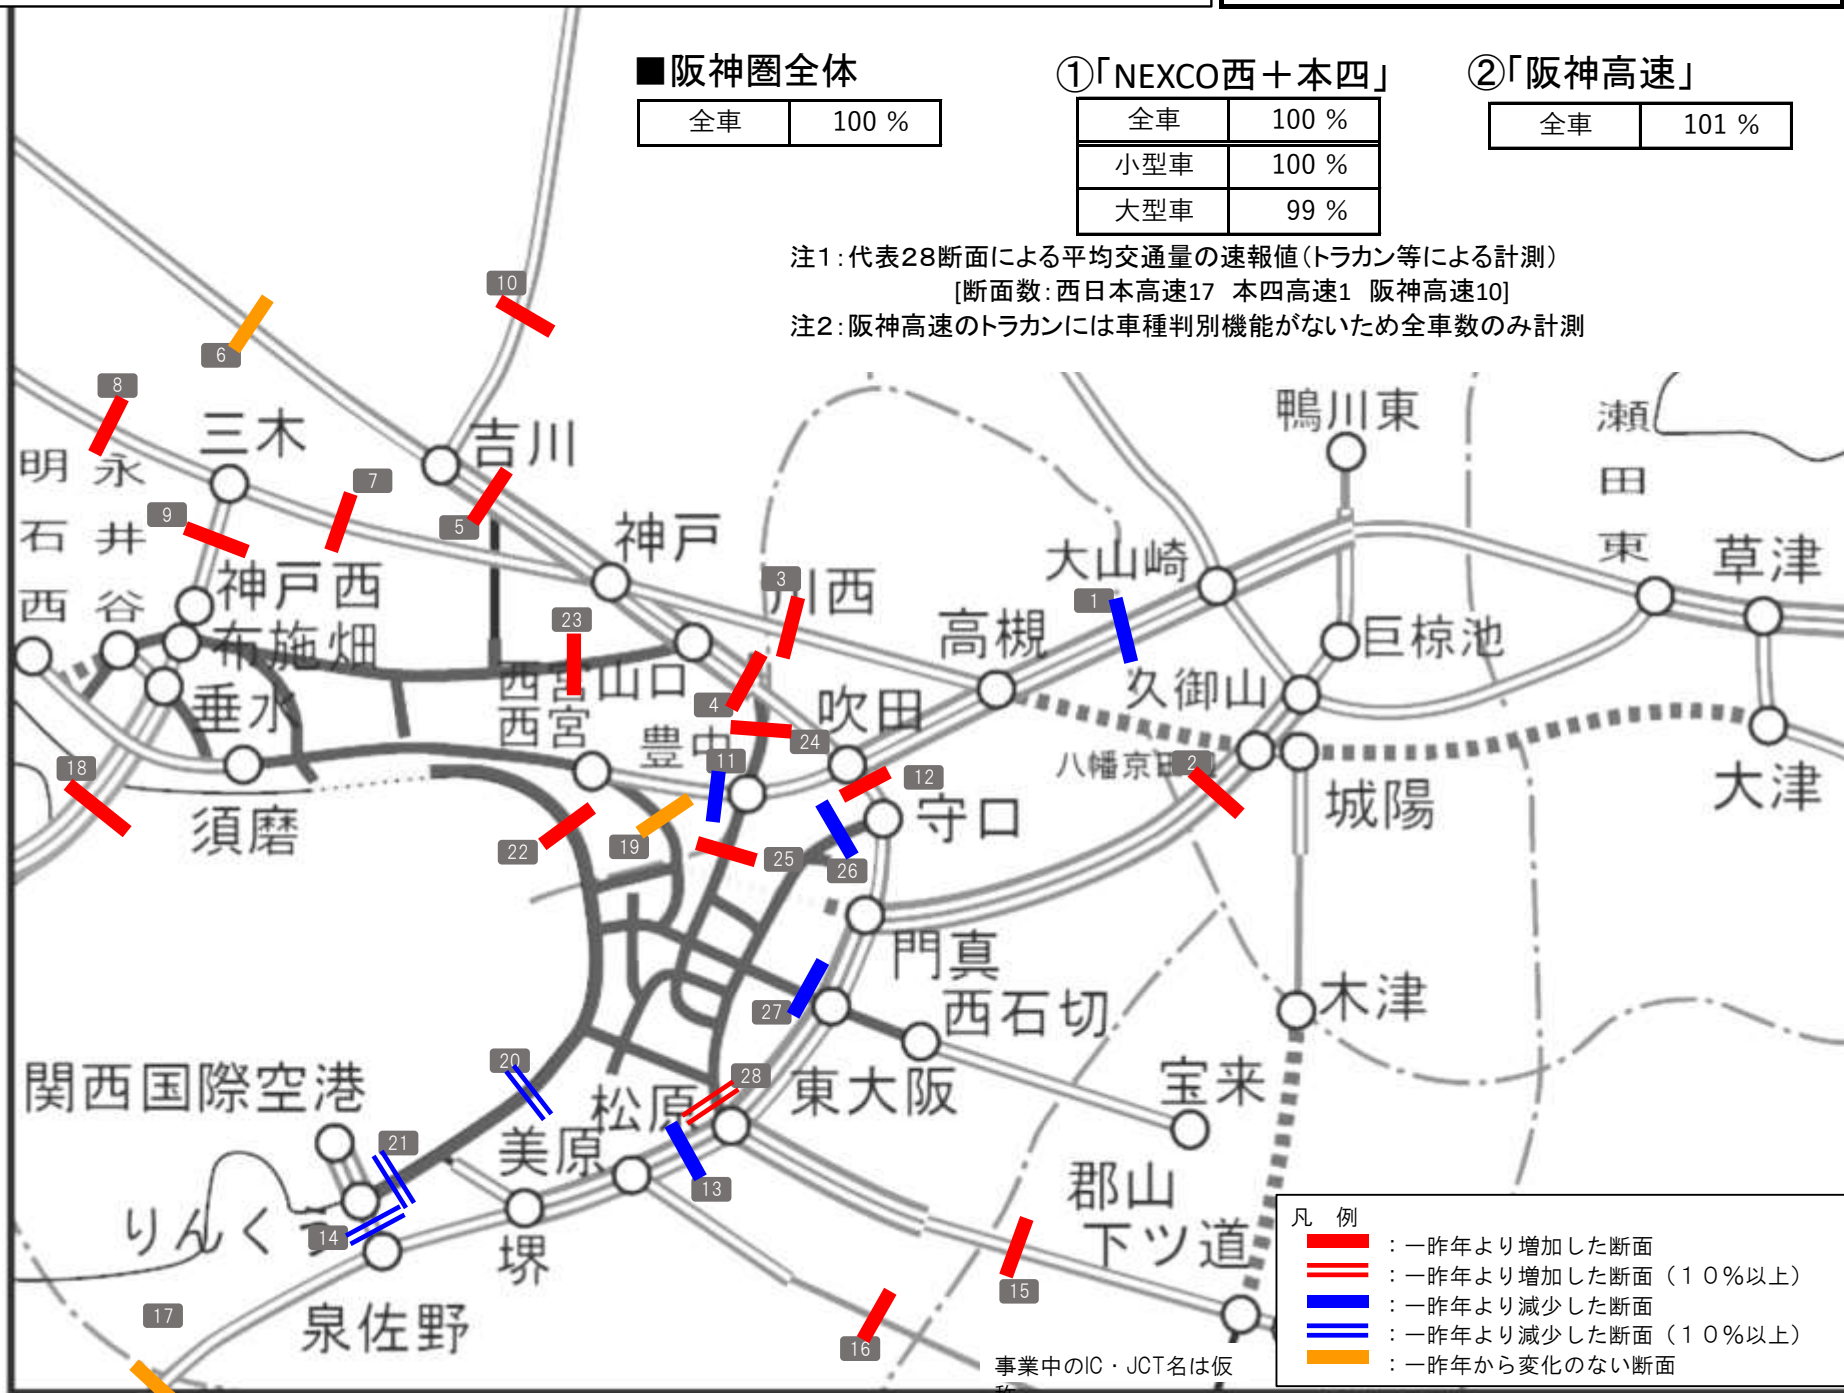 ■阪神圏全体
全車 100 %
①「NEXCO西＋本四」
全車 100 %
小型車 100 %
大型車 99 %
②「阪神高速」
全車 101 %
注１：代表２８断面による平均交通量の速報値（トラカン等による計測）
［断面数：西日本高速17 本四高速1 阪神高速10］
注２：阪神高速のトラカンには車種判別機能がないため全車数のみ計測
10
6
8
三木
吉川
鴨川東
瀬田東
明石西
永井谷
7
9
5
神戸
3
川西
大山崎
1
草津
神戸西
布施畑
23
西宮山口
高槻
巨椋池
久御山
垂水
西宮
4
吹田
24
豊中
11
12
八幡京田
2
18
須磨
守口
城陽
大津
22
19
25
26
門真
27
西石切
木津
関西国際空港
20
松原
28
東大阪
宝来
21
美原
13
郡山
下ツ道
りんくう
14
堺
15
17
泉佐野
16
事業中のIC・JCT名は仮
称
凡 例
：一昨年より増加した断面
：一昨年より増加した断面（１０％以上）
：一昨年より減少した断面
：一昨年より減少した断面（１０％以上）
：一昨年から変化のない断面